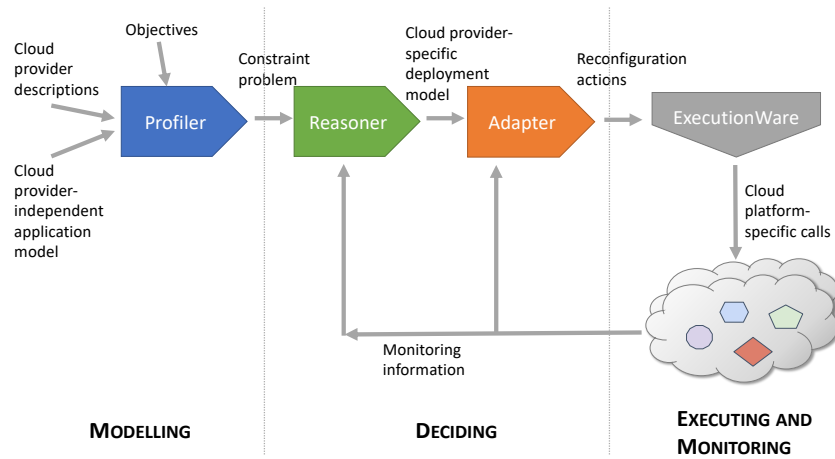 Objectives
Cloud
provider
descriptions
Cloud
provider-
independent
application
model
Profiler
Constraint
problem
Reasoner
Cloud provider-
specific
deployment
model
Adapter
Reconfiguration
actions
ExecutionWare
Cloud
platform-
specific calls
Monitoring
information
MODELLING
DECIDING
EXECUTING AND
MONITORING